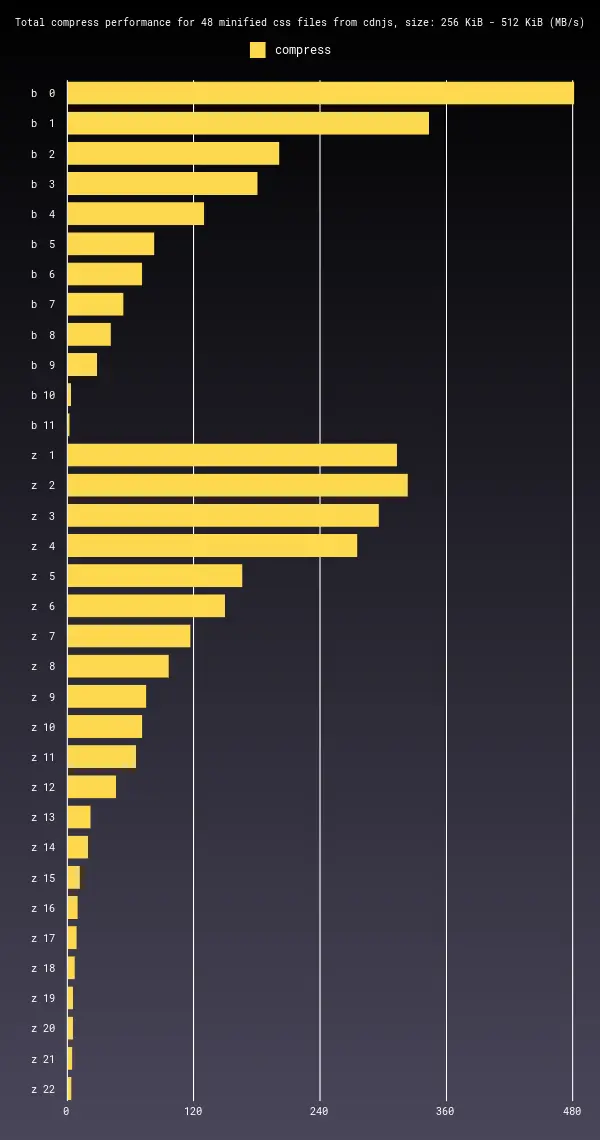 Total compress performance for 48 minified css files from cdnjs, size: 256 KiB - 512 KiB (MB/s)
compress
b  0
b  1
b  2
b  3
b  4
b  5
b  6
b  7
b  8
b  9
b 10
b 11
z  1
z  2
z  3
z  4
z  5
z  6
z  7
z  8
z  9
z 10
z 11
z 12
z 13
z 14
z 15
z 16
z 17
z 18
z 19
z 20
z 21
z 22
0 120 240 360 480